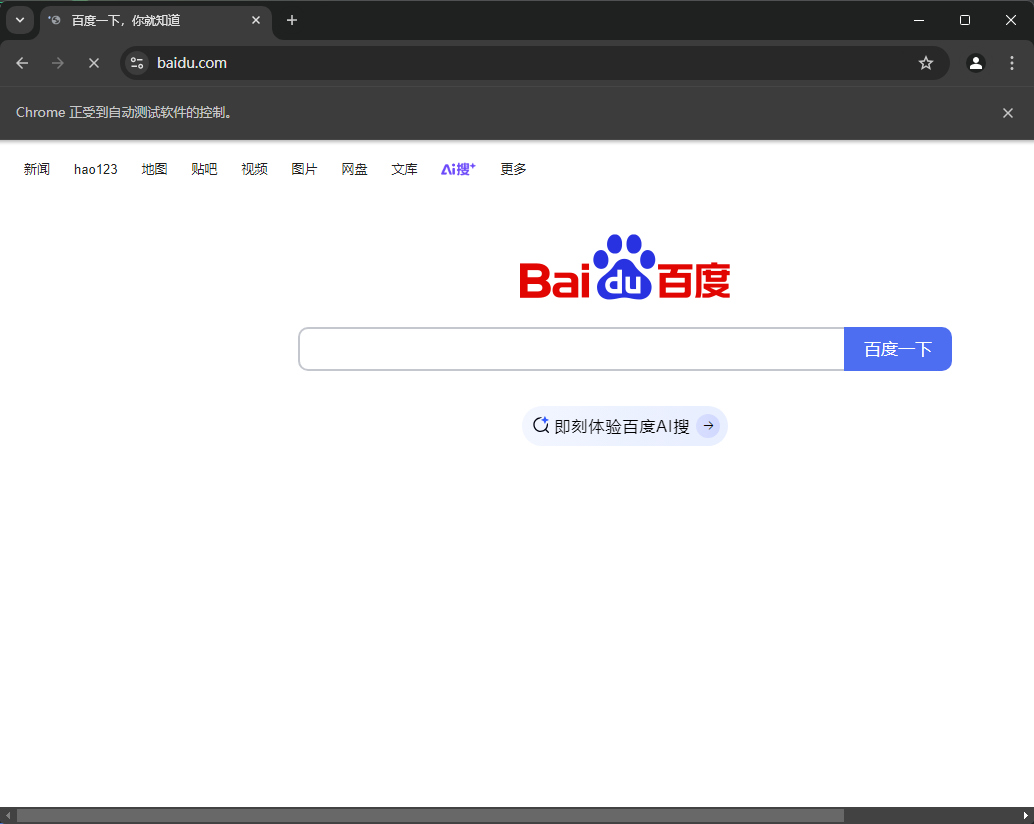 百度一下，你就知道
baidu.com
Chrome 正受到自动测试软件的控制。
新闻 hao123 地图 贴吧 视频 图片 网盘 文库 Ai搜+ 更多
Bai du 百度
百度一下
即刻体验百度AI搜